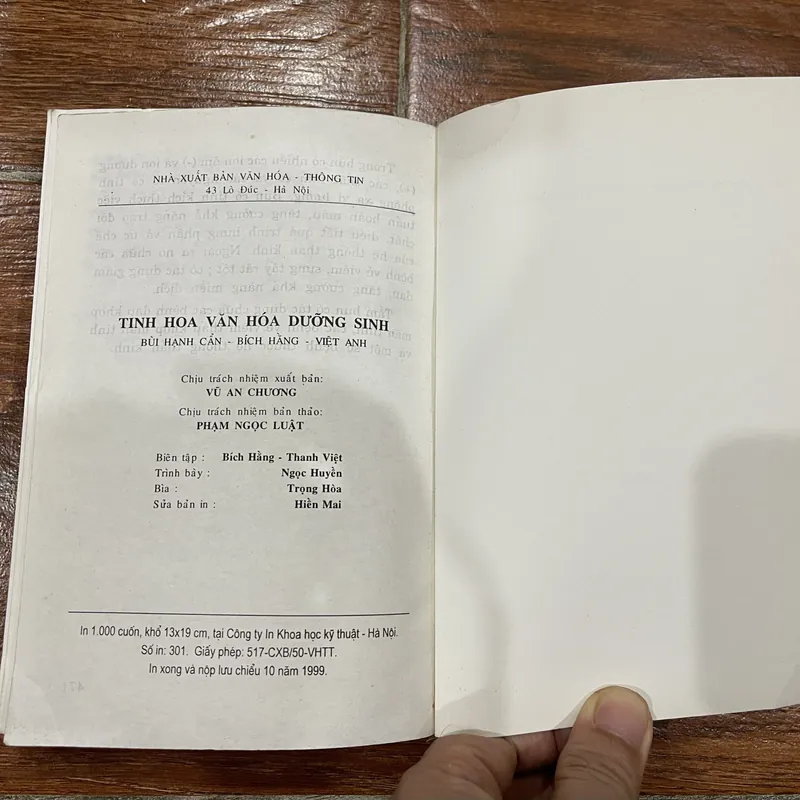 NHÀ XUẤT BẢN VĂN HÓA - THÔNG TIN
43 Lò Đúc - Hà Nội
TINH HOA VĂN HÓA DƯỠNG SINH
BÙI HẠNH CẨN - BÍCH HẰNG - VIỆT ANH
Chịu trách nhiệm xuất bản:
VŨ AN CHƯƠNG
Chịu trách nhiệm bản thảo:
PHẠM NGỌC LUẬT
Biên tập : Bích Hằng - Thanh Việt
Trình bày : Ngọc Huyền
Bìa : Trọng Hòa
Sửa bản in : Hiền Mai
In 1.000 cuốn, khổ 13x19 cm, tại Công ty In Khoa học kỹ thuật - Hà Nội.
Số in: 301. Giấy phép: 517-CXB/50-VHTT.
In xong và nộp lưu chiểu 10 năm 1999.